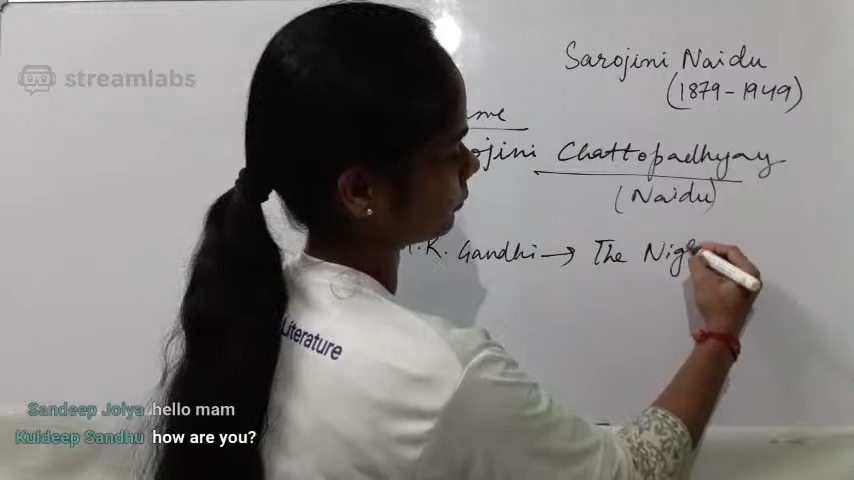 streamlabs
Sarojini Naidu
(1879-1949)
Chattopadhyay
(Naidu)
K. Gandhi → The Nig
Literature
Sandeep Joiya hello mam
Kuldeep Sandhu how are you?